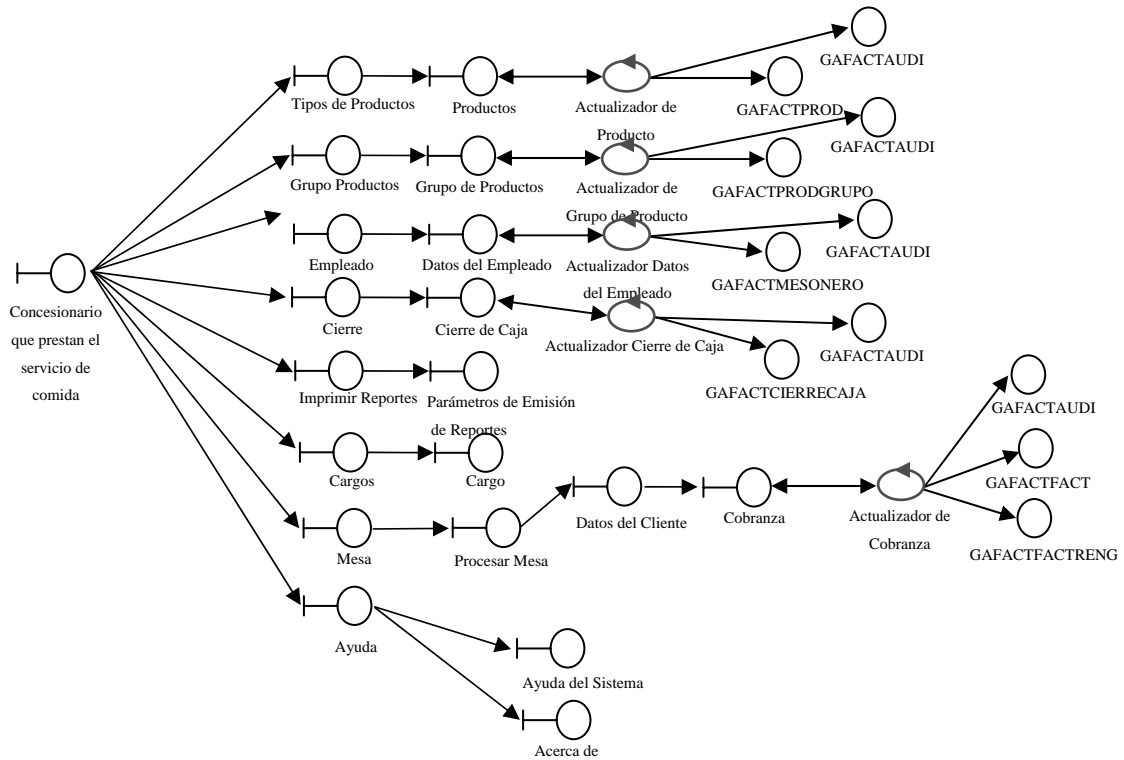 GAFACTAUDI
Tipos de Productos
Productos
Actualizador de
Producto
GAFACTPROD
GAFACTAUDI
Grupo Productos
Grupo de Productos
Actualizador de
Grupo de Producto
GAFACTPRODGRUPO
GAFACTAUDI
Empleado
Datos del Empleado
Actualizador Datos
del Empleado
GAFACTMESONERO
Concesionario
que prestan el
servicio de
comida
Cierre
Cierre de Caja
Actualizador Cierre de Caja
GAFACTAUDI
GAFACTCIERRECAJA
Imprimir Reportes
Parámetros de Emisión
de Reportes
GAFACTAUDI
Cargos
Cargo
GAFACTFACT
Mesa
Procesar Mesa
Datos del Cliente
Cobranza
Actualizador de
Cobranza
GAFACTFACTRENG
Ayuda
Ayuda del Sistema
Acerca de